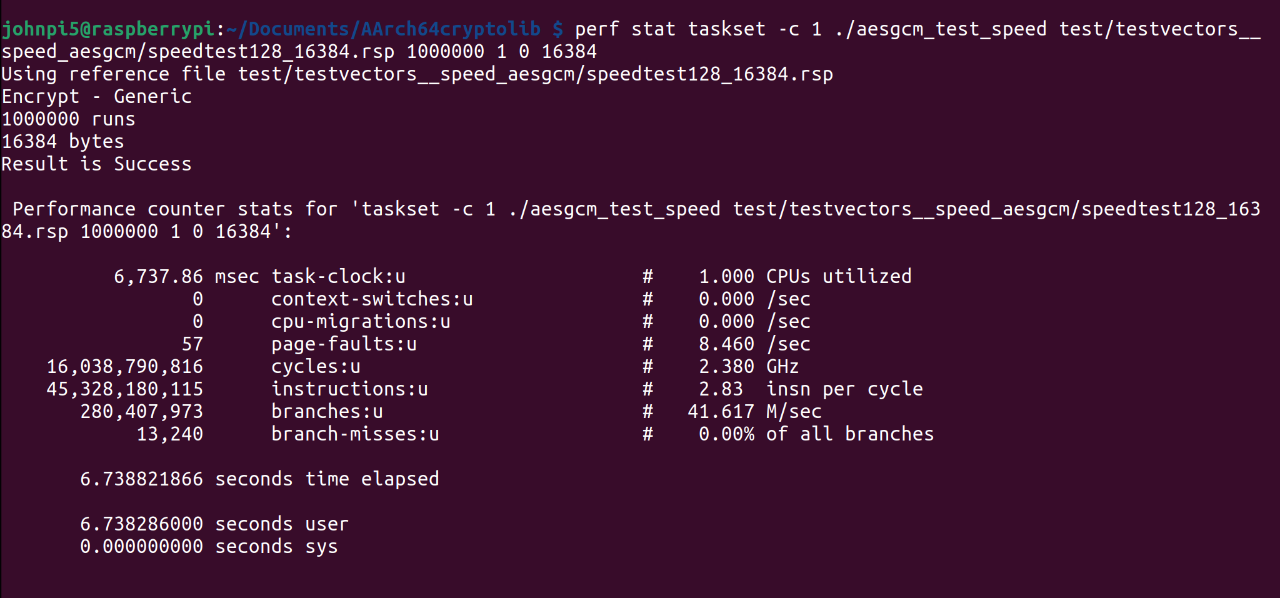 johnpi5@raspberrypi:~/Documents/AArch64cryptolib $ perf stat taskset -c 1 ./aesgcm_test_speed test/testvectors__
speed_aesgcm/speedtest128_16384.rsp 1000000 1 0 16384
Using reference file test/testvectors__speed_aesgcm/speedtest128_16384.rsp
Encrypt - Generic
1000000 runs
16384 bytes
Result is Success
Performance counter stats for 'taskset -c 1 ./aesgcm_test_speed test/testvectors__speed_aesgcm/speedtest128_163
84.rsp 1000000 1 0 16384':
6,737.86 msec task-clock:u # 1.000 CPUs utilized
0 context-switches:u # 0.000 /sec
0 cpu-migrations:u # 0.000 /sec
57 page-faults:u # 8.460 /sec
16,038,790,816 cycles:u # 2.380 GHz
45,328,180,115 instructions:u # 2.83 insn per cycle
280,407,973 branches:u # 41.617 M/sec
13,240 branch-misses:u # 0.00% of all branches
6.738821866 seconds time elapsed
6.738286000 seconds user
0.000000000 seconds sys